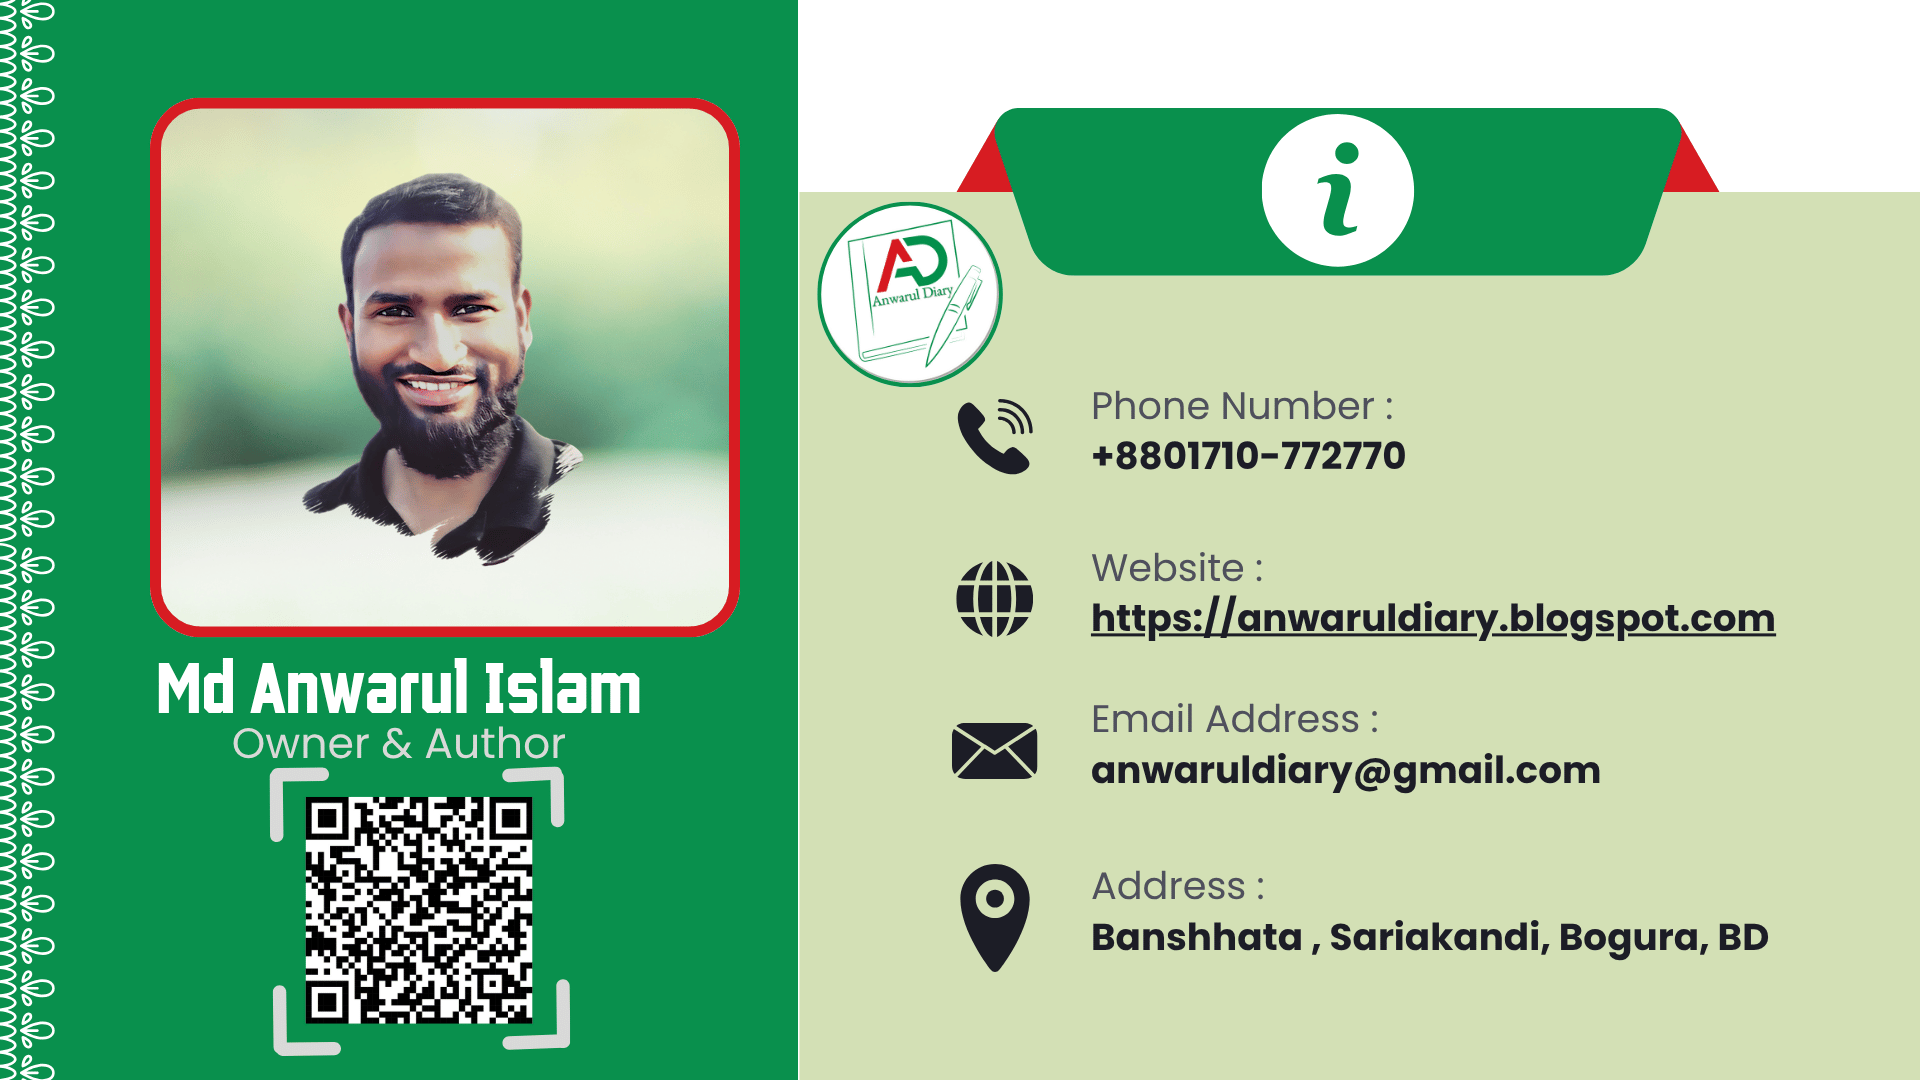 Md Anwarul Islam
Owner & Author
i
AD
Anwarul Diary
Phone Number :
+8801710-772770
Website :
https://anwaruldiary.blogspot.com
Email Address :
anwaruldiary@gmail.com
Address :
Banshhata , Sariakandi, Bogura, BD